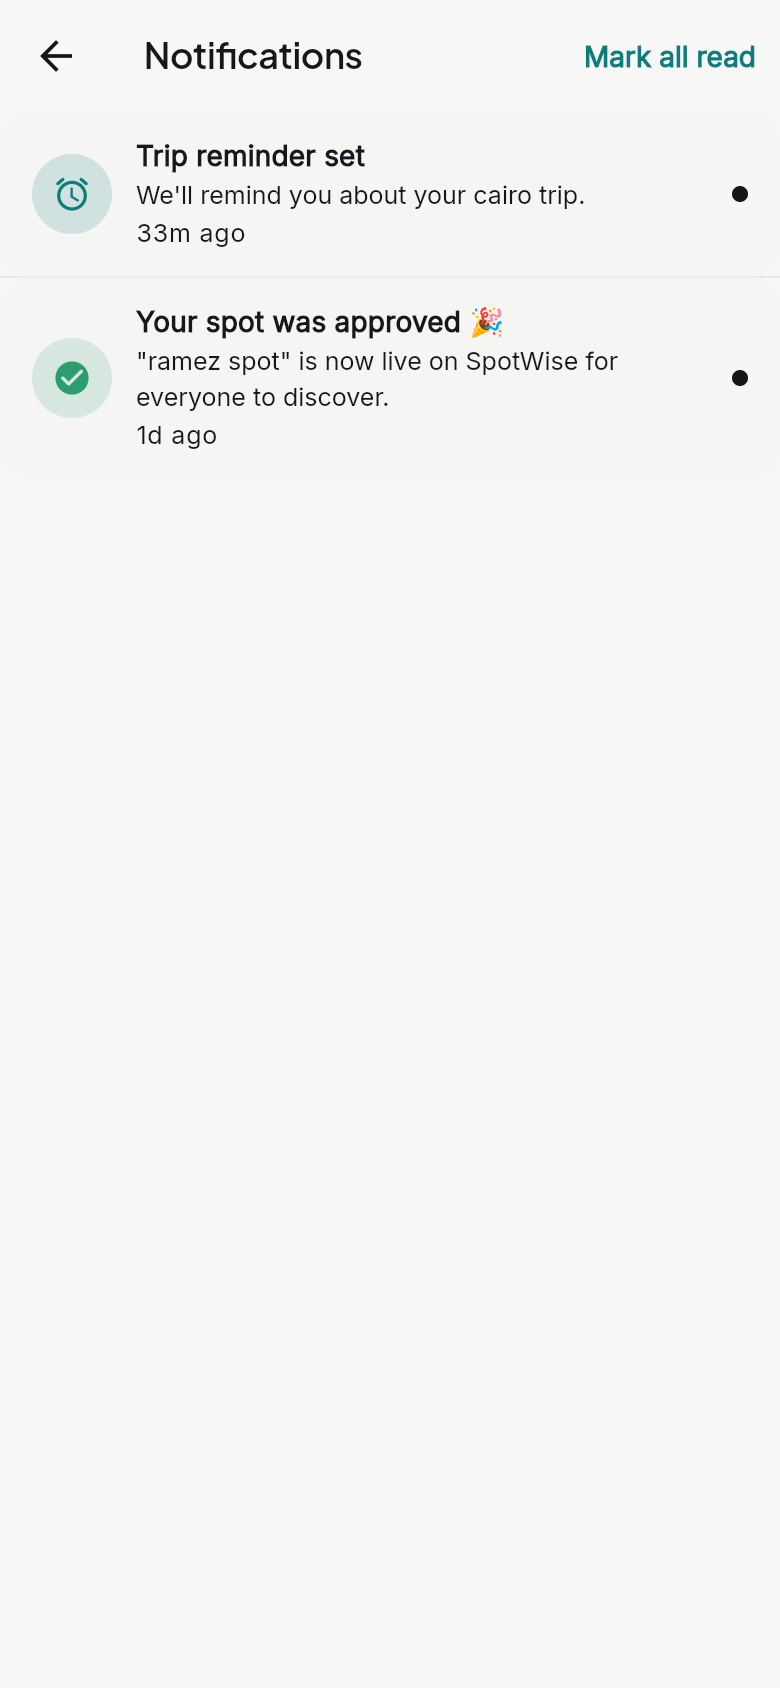 Notifications
Mark all read
Trip reminder set
We'll remind you about your cairo trip.
33m ago
Your spot was approved 🎉
"ramez spot" is now live on SpotWise for
everyone to discover.
1d ago